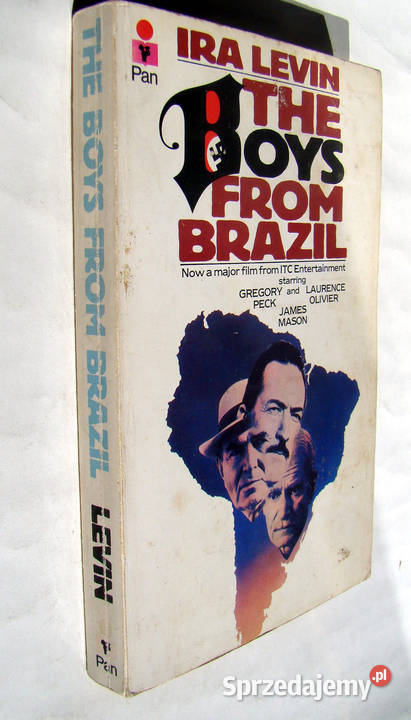 THE BOYS FROM BRAZIL
LEVIN
Pan
Pan
IRA LEVIN
THE
BOYS
FROM
BRAZIL
Now a major film from ITC Entertainment
starring
GREGORY and LAURENCE
PECK OLIVIER
JAMES
MASON
Sprzedajemy.pl